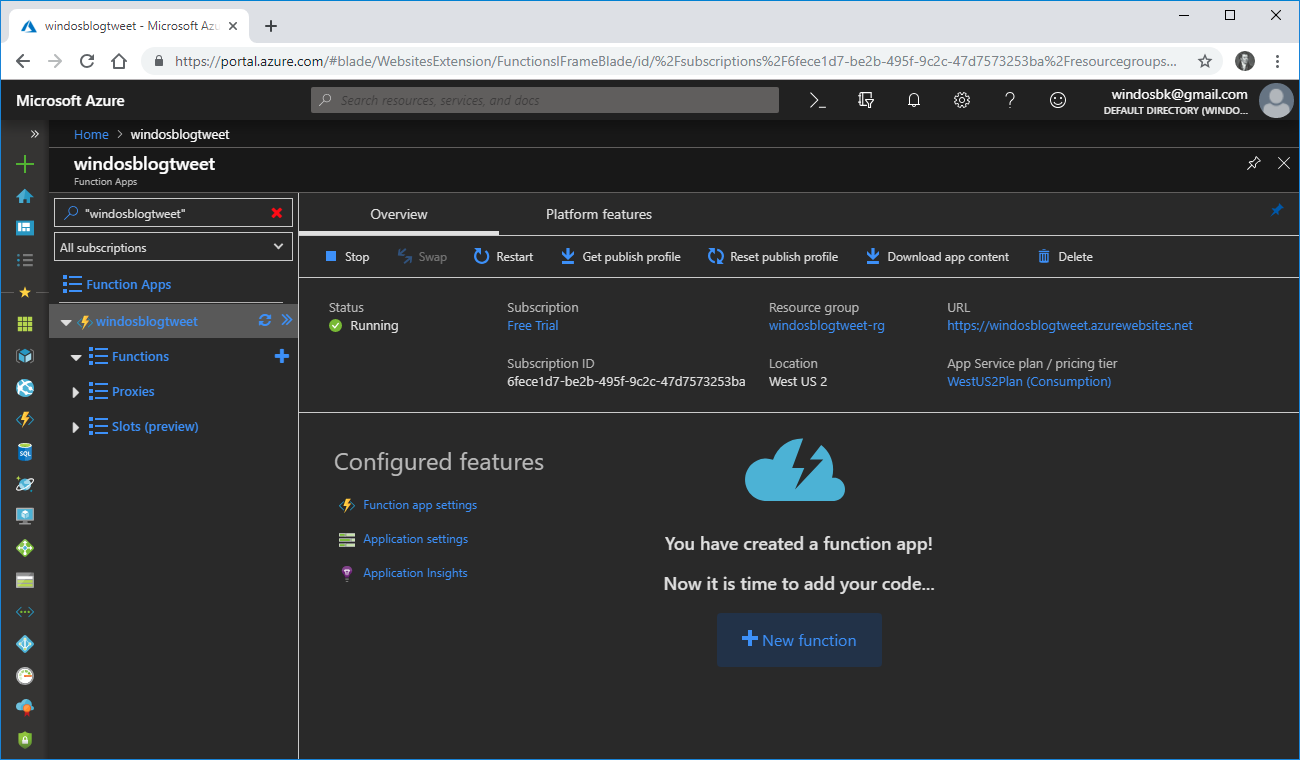 windosblogtweet - Microsoft Azu
https://portal.azure.com/#blade/WebsitesExtension/FunctionsIFrameBlade/id/%2Fsubscriptions%2F6fece1d7-be2b-495f-9c2c-47d7573253ba%2Fresourcegroups...
Microsoft Azure
Search resources, services, and docs
windosbk@gmail.com
DEFAULT DIRECTORY (WINDO...
Home > windosblogtweet
windosblogtweet
Function Apps
"windosblogtweet"
All subscriptions
Function Apps
windosblogtweet
Functions
Proxies
Slots (preview)
Overview
Platform features
Stop
Swap
Restart
Get publish profile
Reset publish profile
Download app content
Delete
Status
Running
Subscription
Free Trial
Resource group
windosblogtweet-rg
URL
https://windosblogtweet.azurewebsites.net
Subscription ID
6fece1d7-be2b-495f-9c2c-47d7573253ba
Location
West US 2
App Service plan / pricing tier
WestUS2Plan (Consumption)
Configured features
Function app settings
Application settings
Application Insights
You have created a function app!
Now it is time to add your code...
New function
SQL